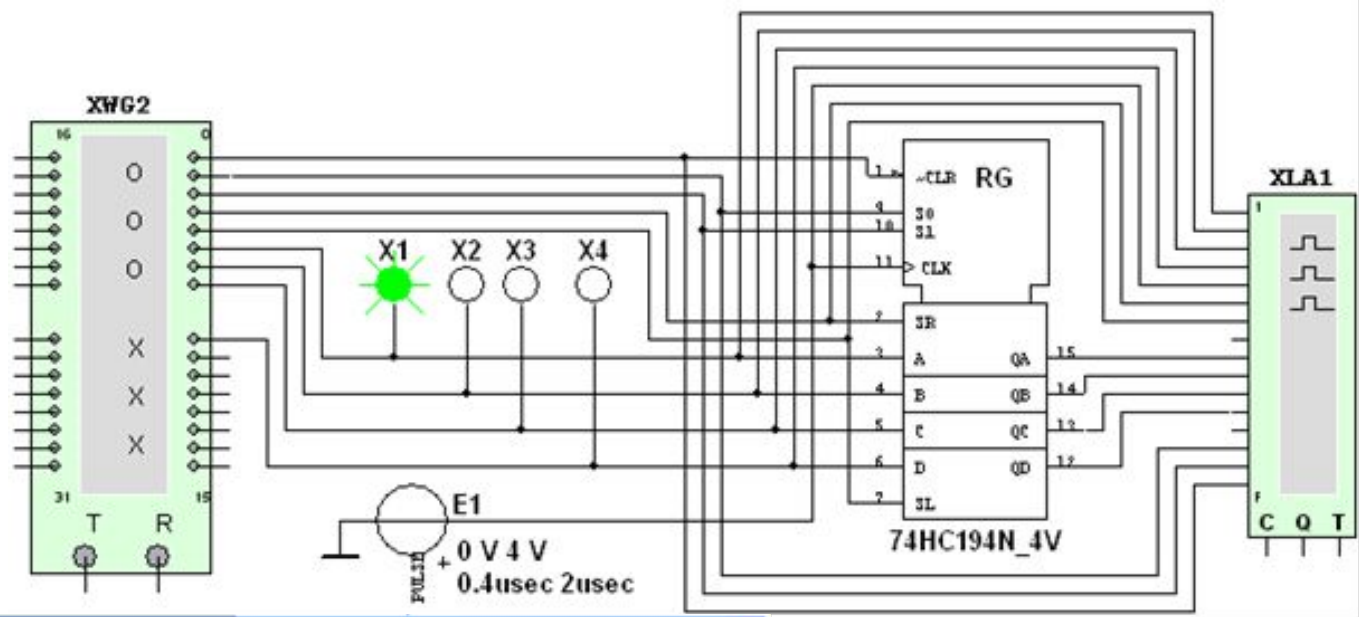 XWG2
16 0
O
O
O
X
X
X
31 15
T R
X1 X2 X3 X4
E1
0 V 4 V
0.4usec 2usec
PULSE
1 ~CLR RG
9 S0
10 S1
11 CLK
2 SR
3 A QA 15
4 B QB 14
5 C QC 13
6 D QD 12
7 SL
74HC194N_4V
XLA1
1
F
C Q T